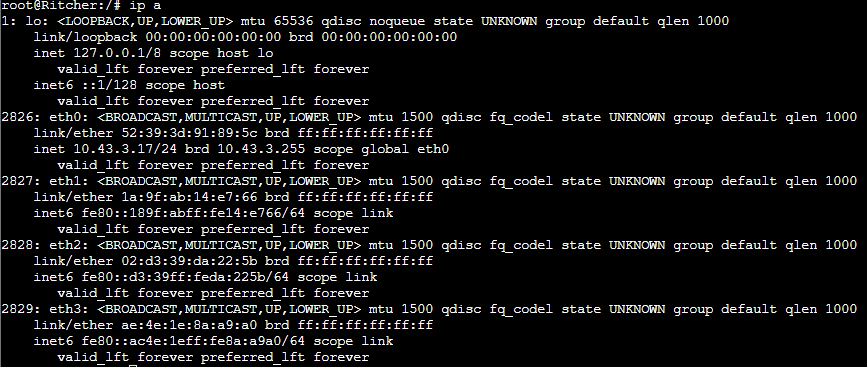 root@Ritcher:/# ip a
1: lo: <LOOPBACK,UP,LOWER_UP> mtu 65536 qdisc noqueue state UNKNOWN group default qlen 1000
    link/loopback 00:00:00:00:00:00 brd 00:00:00:00:00:00
    inet 127.0.0.1/8 scope host lo
       valid_lft forever preferred_lft forever
    inet6 ::1/128 scope host
       valid_lft forever preferred_lft forever
2826: eth0: <BROADCAST,MULTICAST,UP,LOWER_UP> mtu 1500 qdisc fq_codel state UNKNOWN group default qlen 1000
    link/ether 52:39:3d:91:89:5c brd ff:ff:ff:ff:ff:ff
    inet 10.43.3.17/24 brd 10.43.3.255 scope global eth0
       valid_lft forever preferred_lft forever
2827: eth1: <BROADCAST,MULTICAST,UP,LOWER_UP> mtu 1500 qdisc fq_codel state UNKNOWN group default qlen 1000
    link/ether 1a:9f:ab:14:e7:66 brd ff:ff:ff:ff:ff:ff
    inet6 fe80::189f:abff:fe14:e766/64 scope link
       valid_lft forever preferred_lft forever
2828: eth2: <BROADCAST,MULTICAST,UP,LOWER_UP> mtu 1500 qdisc fq_codel state UNKNOWN group default qlen 1000
    link/ether 02:d3:39:da:22:5b brd ff:ff:ff:ff:ff:ff
    inet6 fe80::d3:39ff:feda:225b/64 scope link
       valid_lft forever preferred_lft forever
2829: eth3: <BROADCAST,MULTICAST,UP,LOWER_UP> mtu 1500 qdisc fq_codel state UNKNOWN group default qlen 1000
    link/ether ae:4e:1e:8a:a9:a0 brd ff:ff:ff:ff:ff:ff
    inet6 fe80::ac4e:1eff:fe8a:a9a0/64 scope link
       valid_lft forever preferred_lft forever